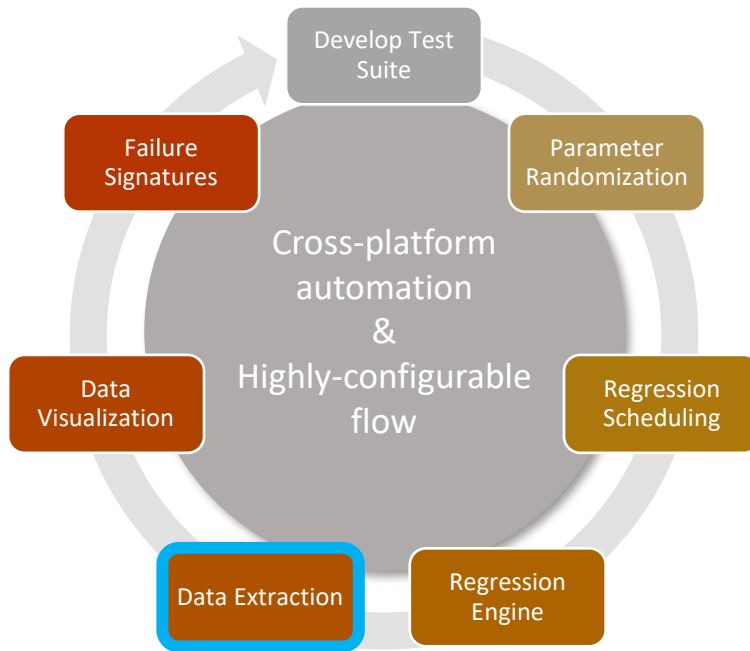 Develop Test
Suite
Parameter
Randomization
Regression
Scheduling
Regression
Engine
Data Extraction
Data
Visualization
Failure
Signatures
Cross-platform
automation
&
Highly-configurable
flow